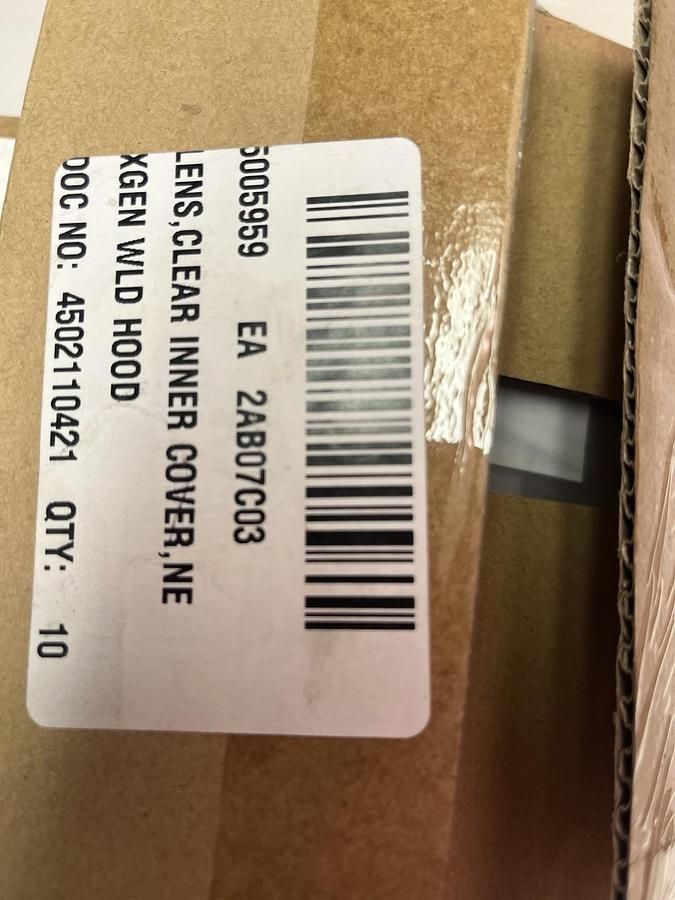 5005959 EA 2AB07C03
LENS,CLEAR INNER COVER,NE
XGEN WLD HOOD
DOC NO: 4502110421 QTY: 10